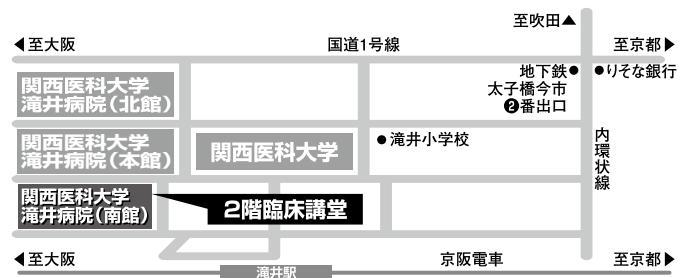 至吹田▲
◀至大阪
国道1号線
至京都▶
関西医科大学
滝井病院(北館)
地下鉄●
太子橋今市
❷番出口
●りそな銀行
関西医科大学
滝井病院(本館)
関西医科大学
●滝井小学校
内環状線
関西医科大学
滝井病院(南館)
2階臨床講堂
◀至大阪
京阪電車
至京都▶
滝井駅